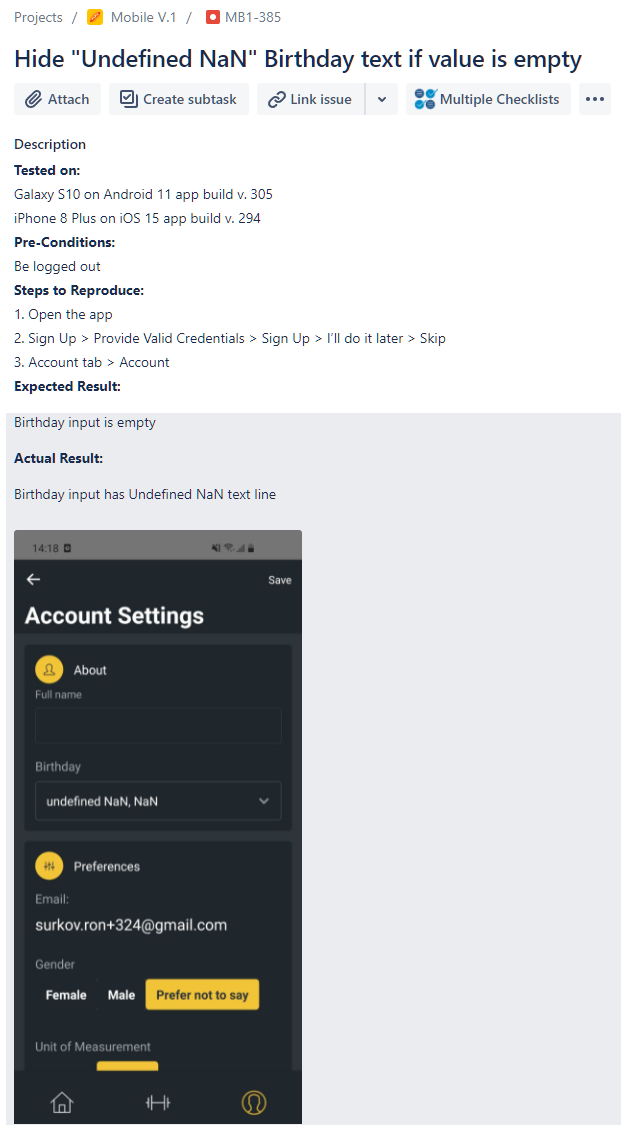 Projects / Mobile V.1 / MB1-385
Hide "Undefined NaN" Birthday text if value is empty
Attach Create subtask Link issue Multiple Checklists
Description
Tested on:
Galaxy S10 on Android 11 app build v. 305
iPhone 8 Plus on iOS 15 app build v. 294
Pre-Conditions:
Be logged out
Steps to Reproduce:
1. Open the app
2. Sign Up > Provide Valid Credentials > Sign Up > I'll do it later > Skip
3. Account tab > Account
Expected Result:
Birthday input is empty
Actual Result:
Birthday input has Undefined NaN text line
14:18
Save
Account Settings
About
Full name
Birthday
undefined NaN, NaN
Preferences
Email:
surkov.ron+324@gmail.com
Gender
Female Male Prefer not to say
Unit of Measurement